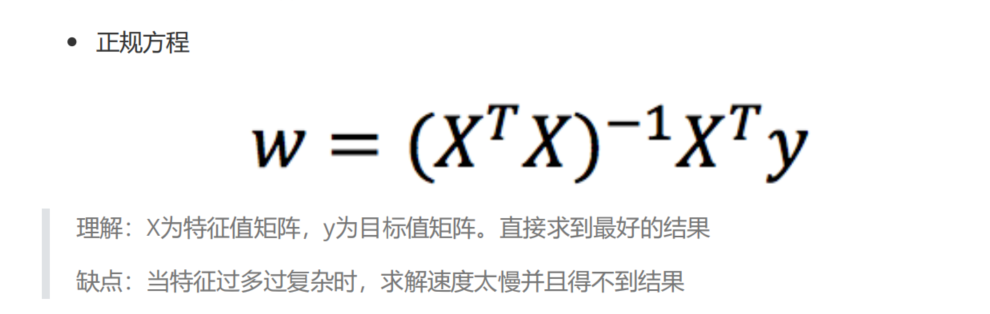 • 正规方程
w = (XᵀX)⁻¹Xᵀy
理解：X为特征值矩阵，y为目标值矩阵。直接求到最好的结果
缺点：当特征过多过复杂时，求解速度太慢并且得不到结果